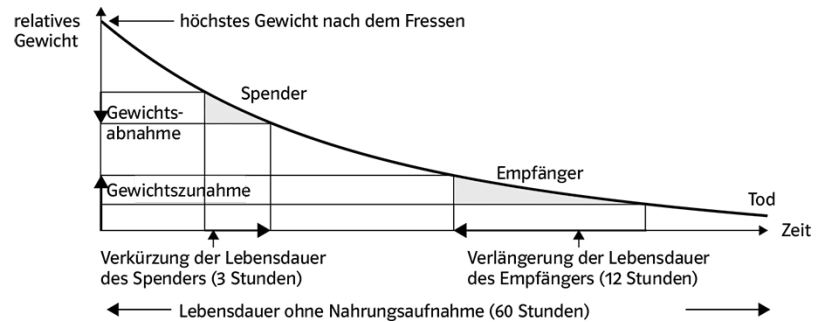 relatives
Gewicht
höchstes Gewicht nach dem Fressen
Spender
Gewichts-
abnahme
Empfänger
Gewichtszunahme
Tod
Zeit
Verkürzung der Lebensdauer
des Spenders (3 Stunden)
Verlängerung der Lebensdauer
des Empfängers (12 Stunden)
Lebensdauer ohne Nahrungsaufnahme (60 Stunden)